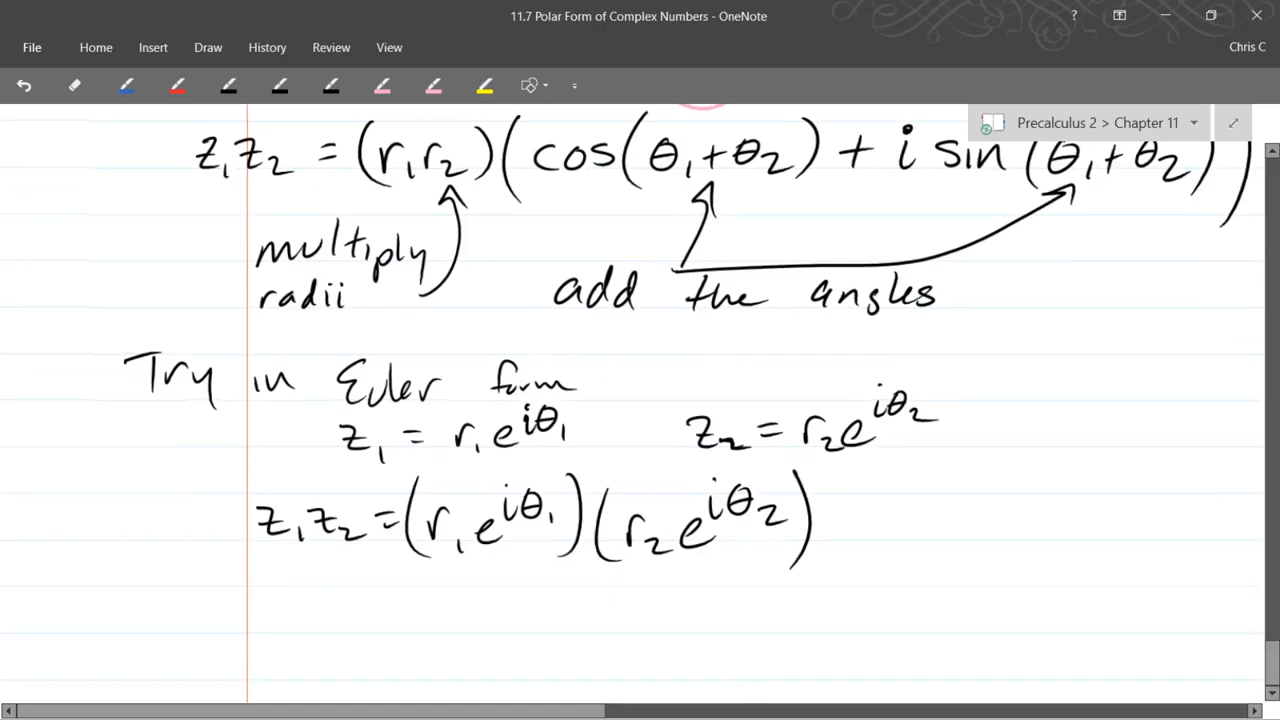 11.7 Polar Form of Complex Numbers - OneNote
?
File Home Insert Draw History Review View
Chris C
Precalculus 2 > Chapter 11
z₁z₂ = (r₁r₂)(cos(θ₁+θ₂) + i sin(θ₁+θ₂))
multiply
radii
add the angles
Try in Euler form
z₁ = r₁e^{iθ₁} z₂ = r₂e^{iθ₂}
z₁z₂ = (r₁e^{iθ₁})(r₂e^{iθ₂})